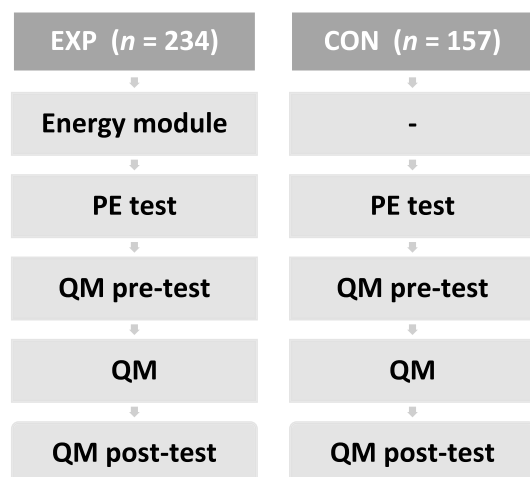 EXP (n = 234)
CON (n = 157)
Energy module
-
PE test
PE test
QM pre-test
QM pre-test
QM
QM
QM post-test
QM post-test